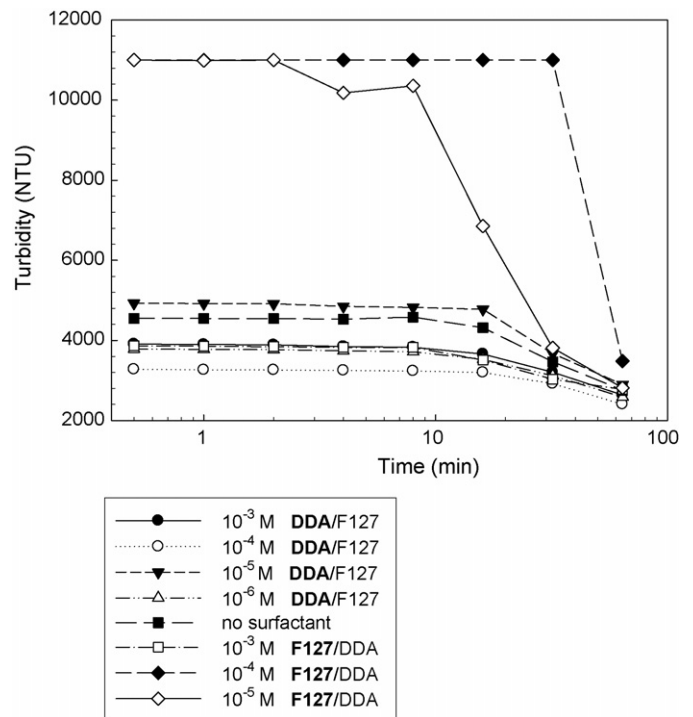 12000
10000
8000
6000
4000
2000
Turbidity (NTU)
1
10
100
Time (min)
10⁻³ M DDA/F127
10⁻⁴ M DDA/F127
10⁻⁵ M DDA/F127
10⁻⁶ M DDA/F127
no surfactant
10⁻³ M F127/DDA
10⁻⁴ M F127/DDA
10⁻⁵ M F127/DDA